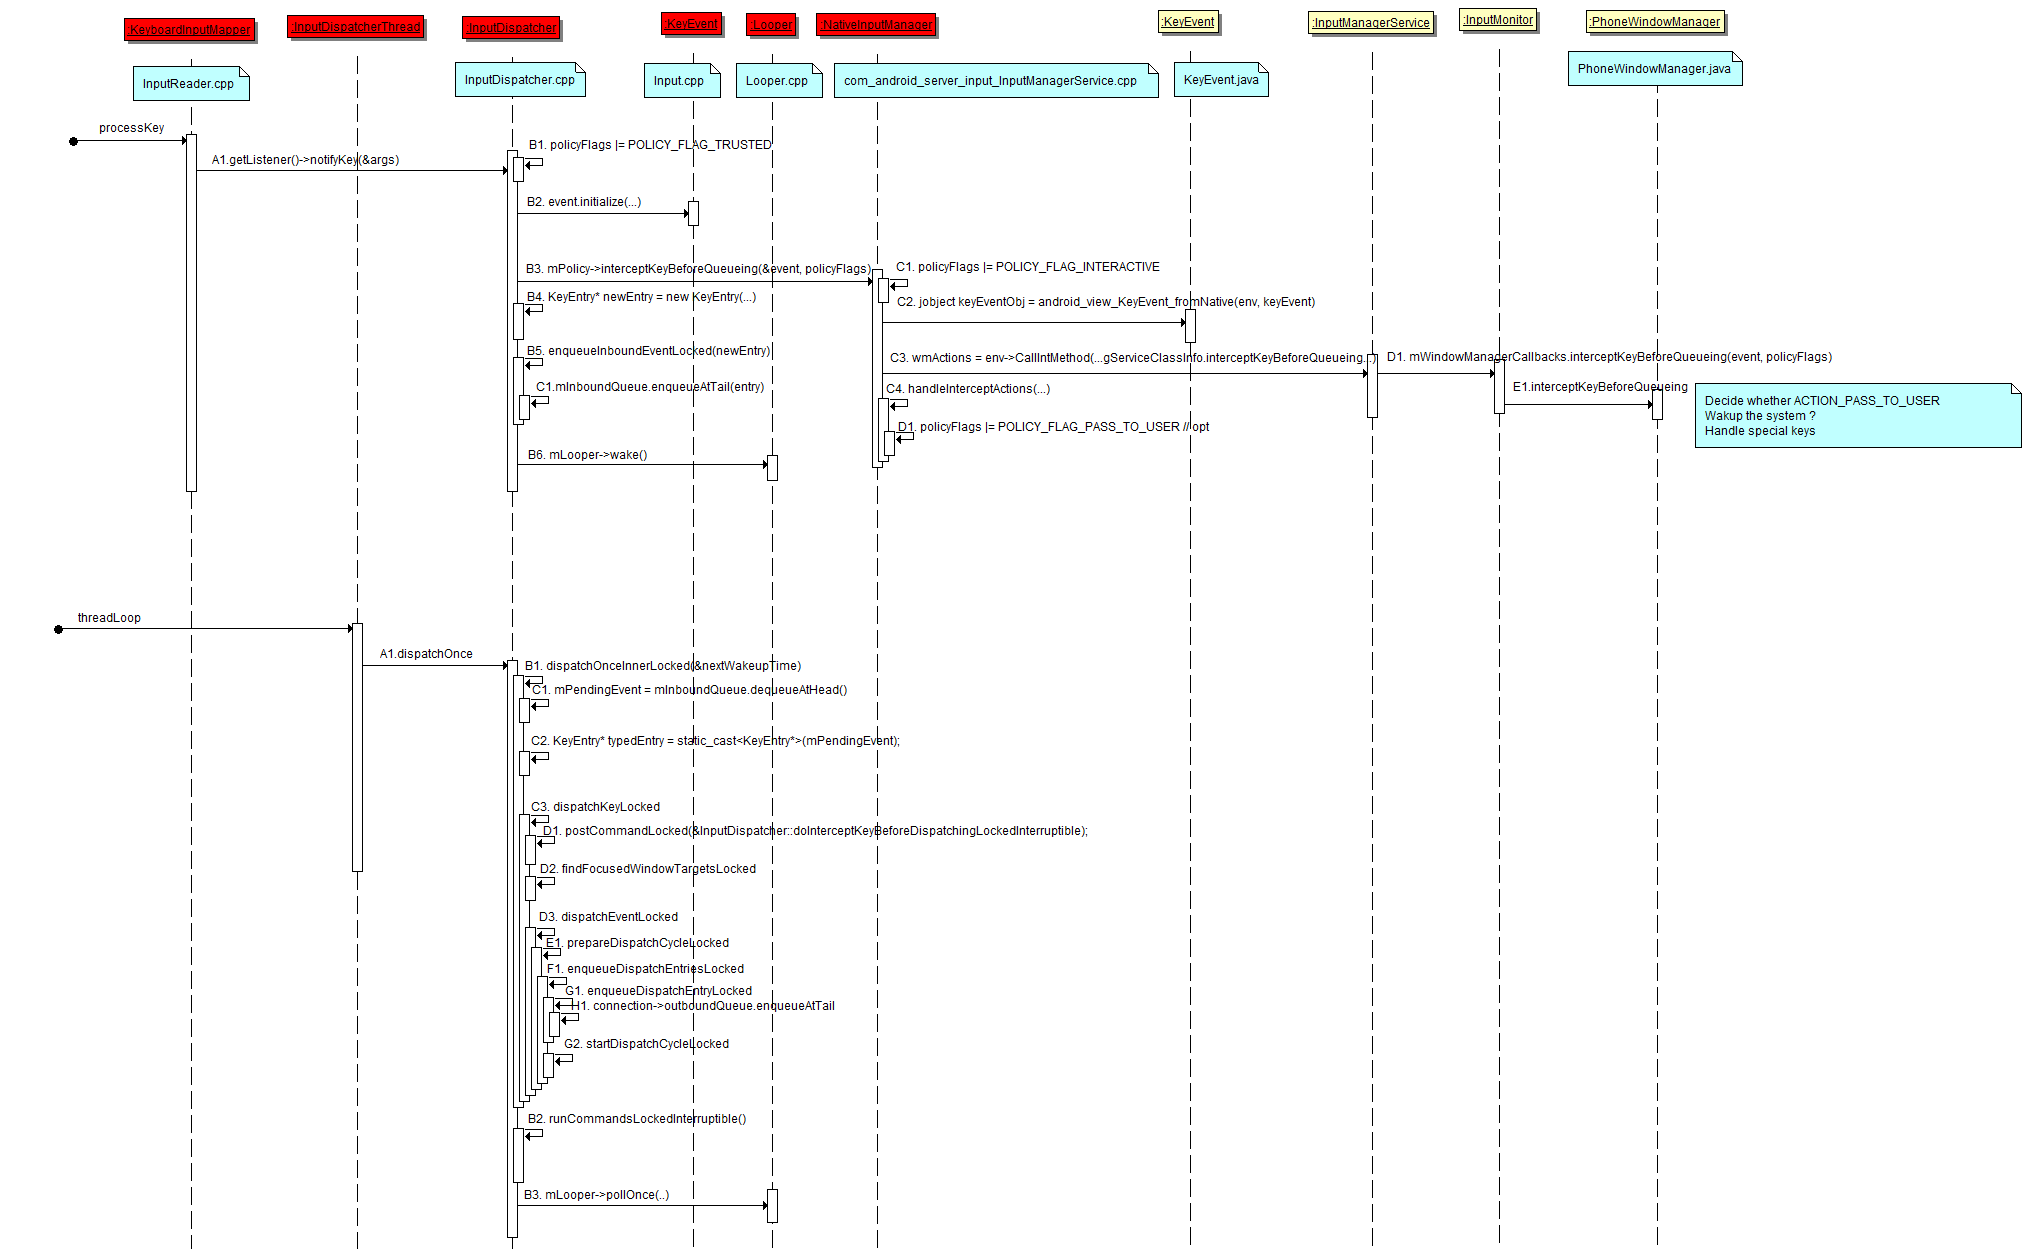 :KeyboardInputMapper
:InputDispatcherThread
:InputDispatcher
:KeyEvent
:Looper
:NativeInputManager
:KeyEvent
:InputManagerService
:InputMonitor
:PhoneWindowManager
InputReader.cpp
InputDispatcher.cpp
Input.cpp
Looper.cpp
com_android_server_input_InputManagerService.cpp
KeyEvent.java
PhoneWindowManager.java
processKey
A1.getListener()->notifyKey(&args)
B1. policyFlags |= POLICY_FLAG_TRUSTED
B2. event.initialize(...)
B3. mPolicy->interceptKeyBeforeQueueing(&event, policyFlags)
C1. policyFlags |= POLICY_FLAG_INTERACTIVE
B4. KeyEntry* newEntry = new KeyEntry(...)
C2. jobject keyEventObj = android_view_KeyEvent_fromNative(env, keyEvent)
B5. enqueueInboundEventLocked(newEntry)
C3. wmActions = env->CallIntMethod(...gServiceClassInfo.interceptKeyBeforeQueueing...)
D1. mWindowManagerCallbacks.interceptKeyBeforeQueueing(event, policyFlags)
C1.mInboundQueue.enqueueAtTail(entry)
C4. handleInterceptActions(...)
E1.interceptKeyBeforeQueueing
Decide whether ACTION_PASS_TO_USER
Wakup the system ?
Handle special keys
D1. policyFlags |= POLICY_FLAG_PASS_TO_USER // opt
B6. mLooper->wake()
threadLoop
A1.dispatchOnce
B1. dispatchOnceInnerLocked(&nextWakeupTime)
C1. mPendingEvent = mInboundQueue.dequeueAtHead()
C2. KeyEntry* typedEntry = static_cast<KeyEntry*>(mPendingEvent);
C3. dispatchKeyLocked
D1. postCommandLocked(&InputDispatcher::doInterceptKeyBeforeDispatchingLockedInterruptible);
D2. findFocusedWindowTargetsLocked
D3. dispatchEventLocked
E1. prepareDispatchCycleLocked
F1. enqueueDispatchEntriesLocked
G1. enqueueDispatchEntryLocked
H1. connection->outboundQueue.enqueueAtTail
G2. startDispatchCycleLocked
B2. runCommandsLockedInterruptible()
B3. mLooper->pollOnce(..)